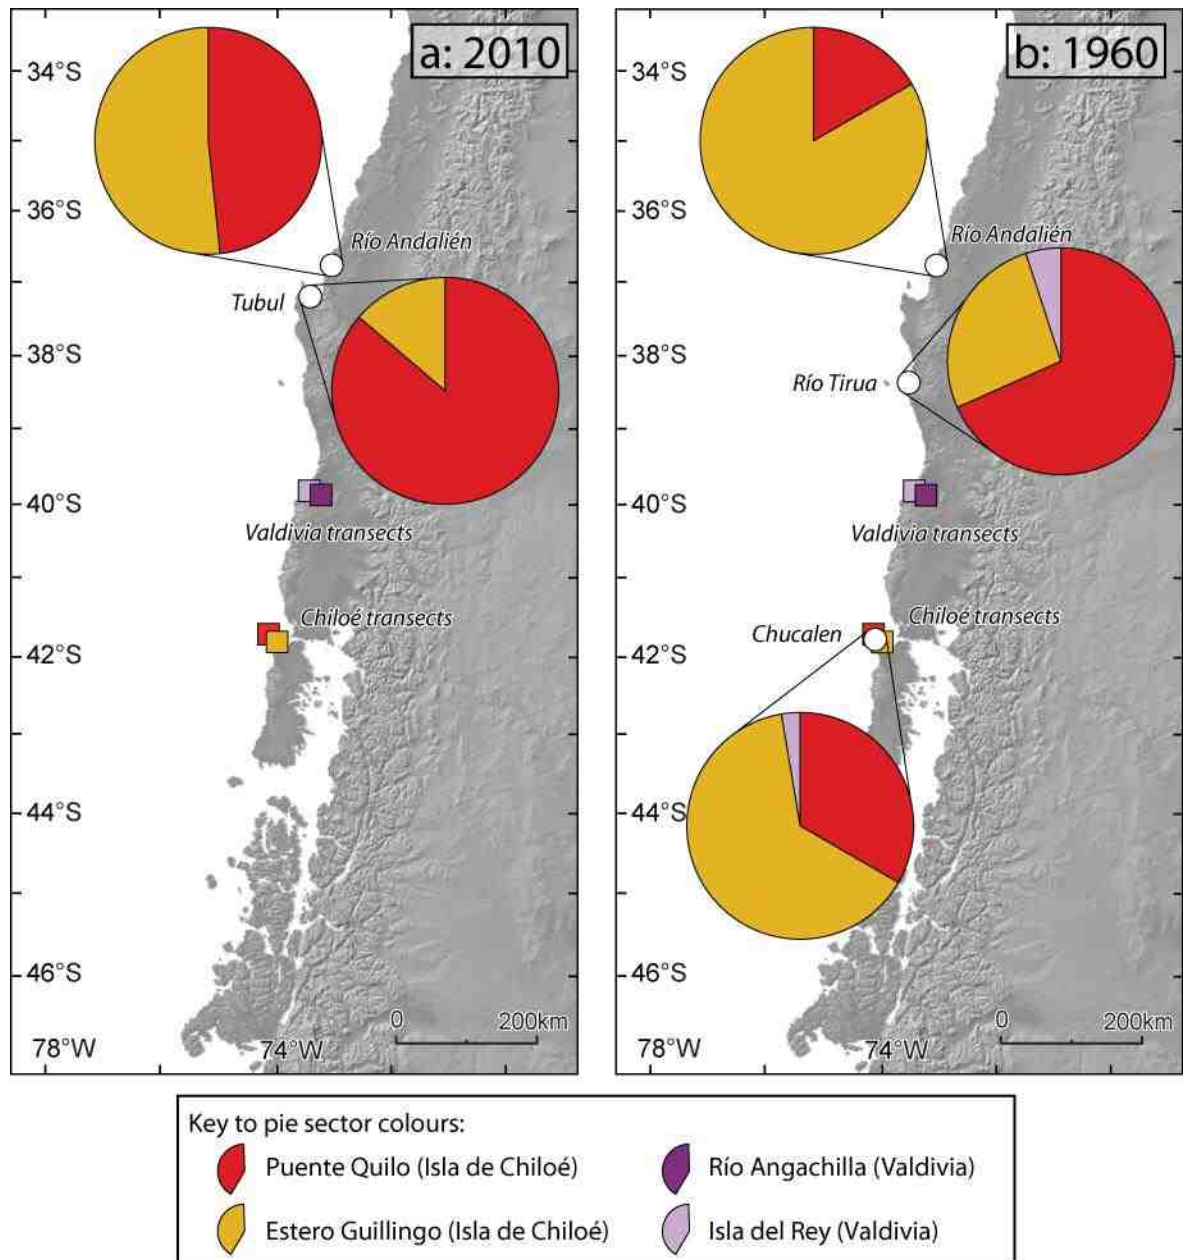 a: 2010
34°S
36°S
Río Andalién
Tubul
38°S
40°S
Valdivia transects
Chiloé transects
42°S
44°S
46°S
0
200km
78°W
74°W
b: 1960
34°S
36°S
Río Andalién
38°S
Río Tirua
40°S
Valdivia transects
Chiloé transects
Chucalen
42°S
44°S
46°S
0
200km
78°W
74°W
Key to pie sector colours:
Puente Quilo (Isla de Chiloé)
Río Angachilla (Valdivia)
Estero Guillingo (Isla de Chiloé)
Isla del Rey (Valdivia)